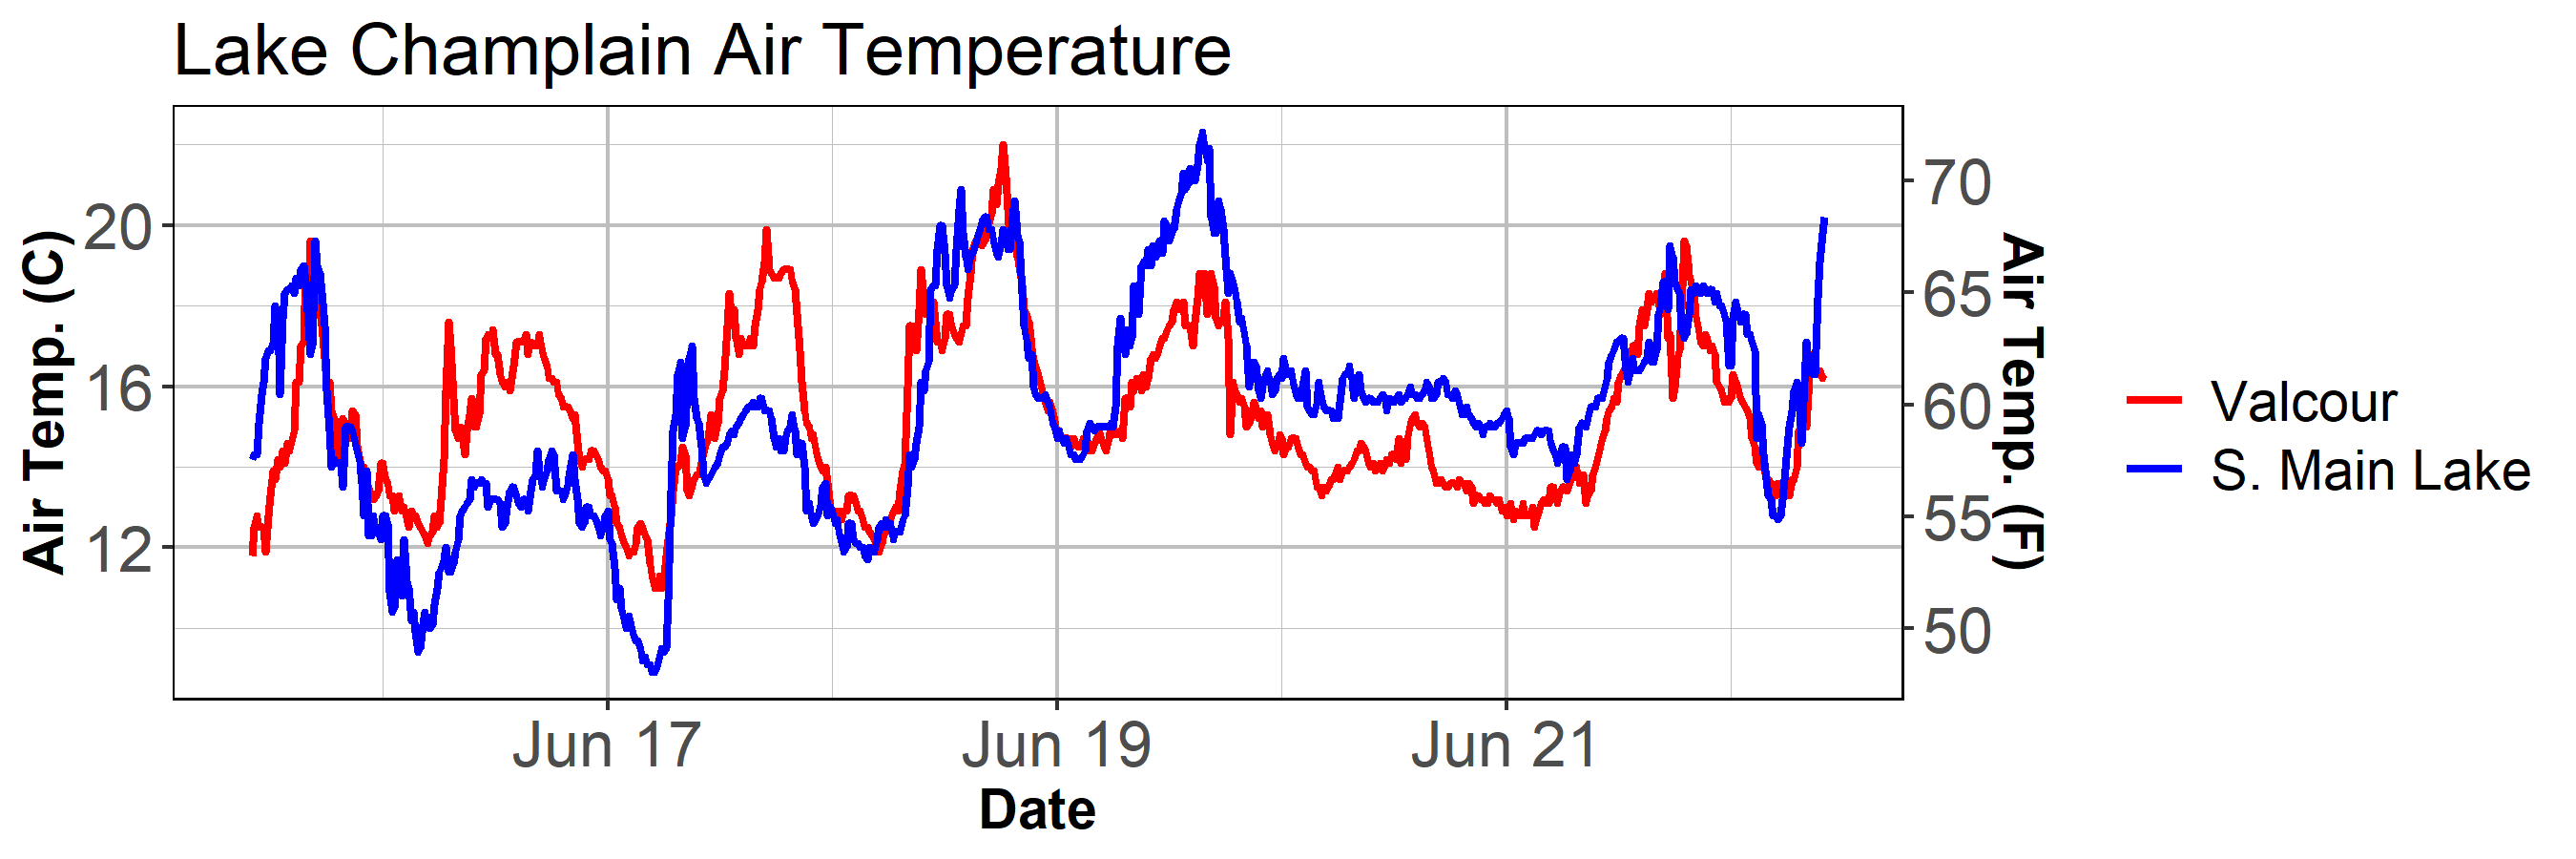 Lake Champlain Air Temperature
Air Temp. (C)
20
16
12
70
65
60
55
50
Air Temp. (F)
Jun 17
Jun 19
Jun 21
Date
Valcour
S. Main Lake